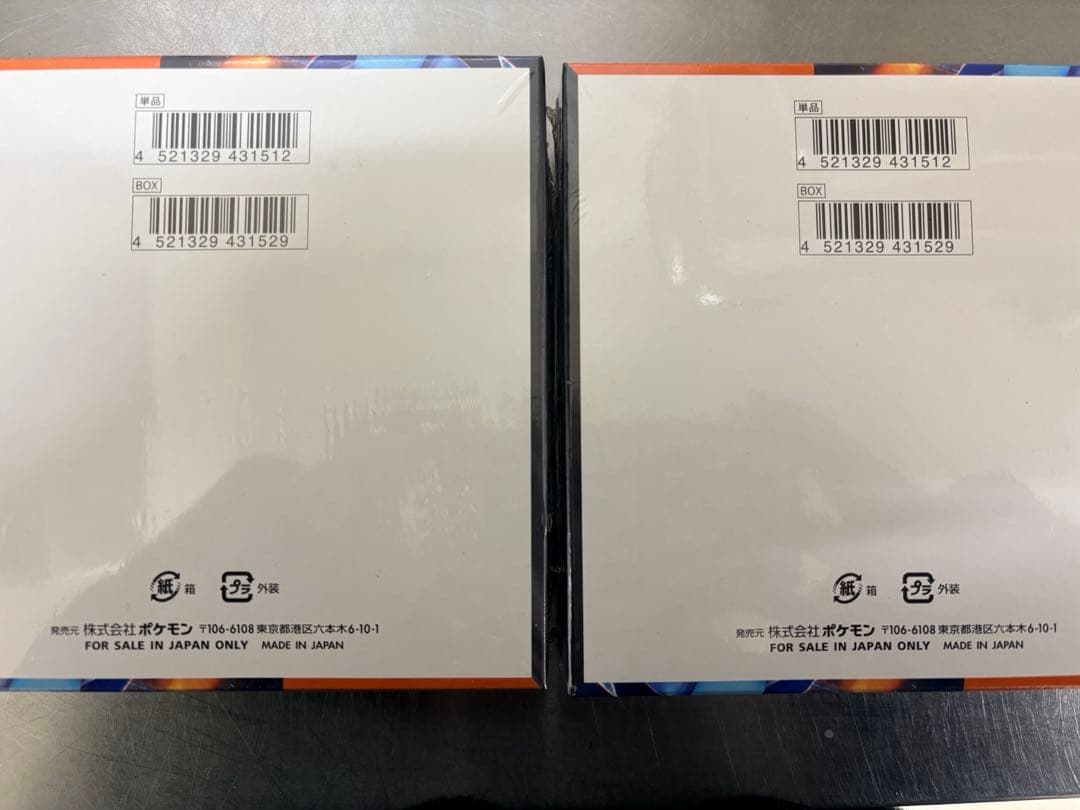 単品
4 521329 431512
BOX
4 521329 431529
紙 箱 プラ 外装
発売元 株式会社 ポケモン 〒106-6108 東京都港区六本木6-10-1
FOR SALE IN JAPAN ONLY MADE IN JAPAN
単品
4 521329 431512
BOX
4 521329 431529
紙 箱 プラ 外装
発売元 株式会社 ポケモン 〒106-6108 東京都港区六本木6-10-1
FOR SALE IN JAPAN ONLY MADE IN JAPAN